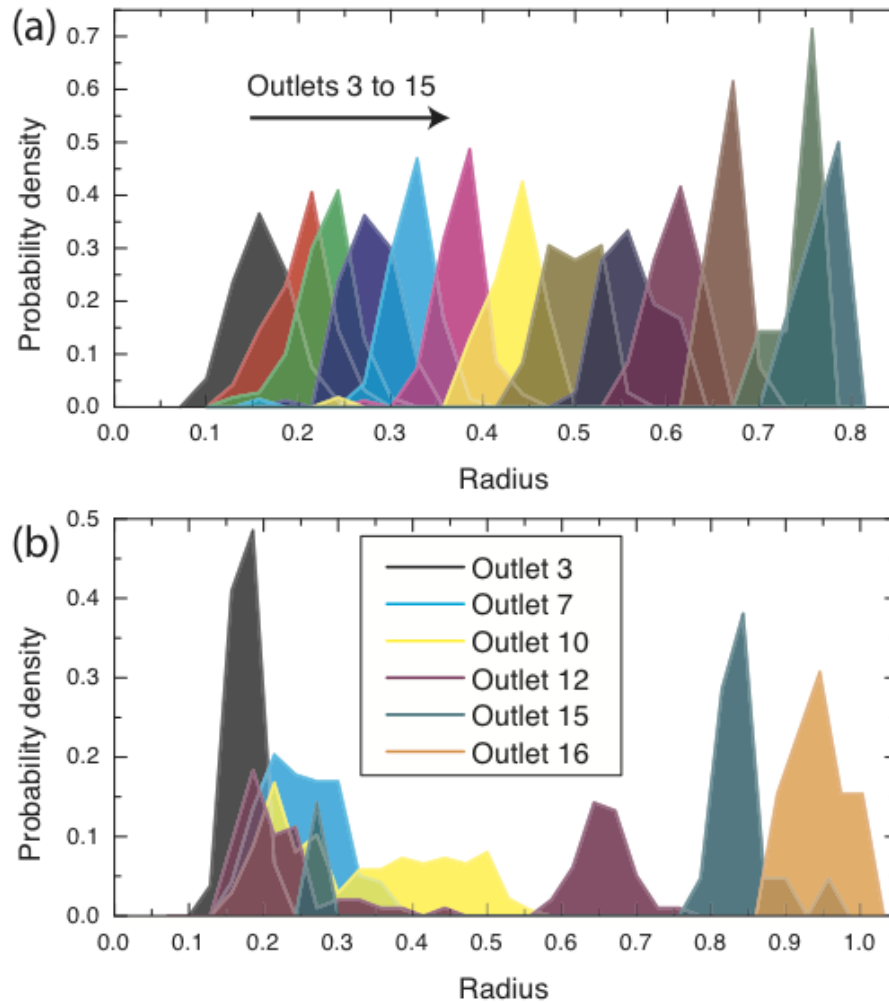 (a)
Probability density
0.7
0.6
0.5
0.4
0.3
0.2
0.1
0.0
Outlets 3 to 15
0.0 0.1 0.2 0.3 0.4 0.5 0.6 0.7 0.8
Radius
(b)
Probability density
0.5
0.4
0.3
0.2
0.1
0.0
Outlet 3
Outlet 7
Outlet 10
Outlet 12
Outlet 15
Outlet 16
0.0 0.1 0.2 0.3 0.4 0.5 0.6 0.7 0.8 0.9 1.0
Radius